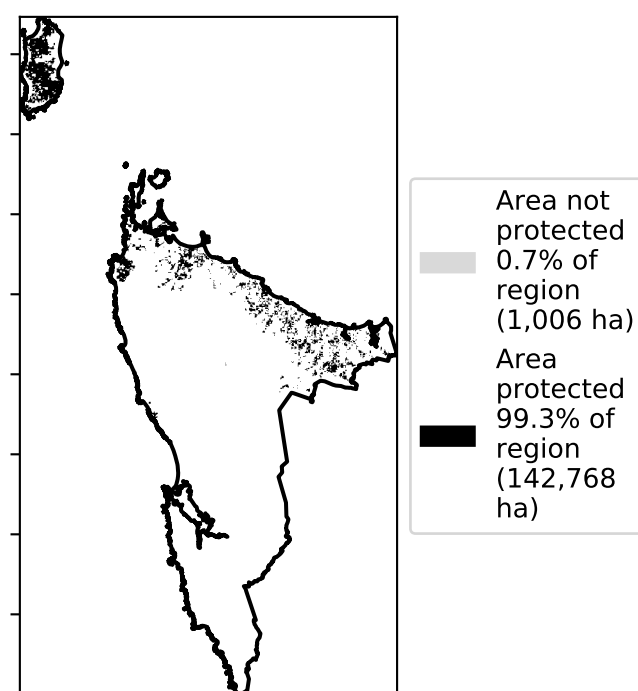 Area not
protected
0.7% of
region
(1,006 ha)
Area
protected
99.3% of
region
(142,768
ha)